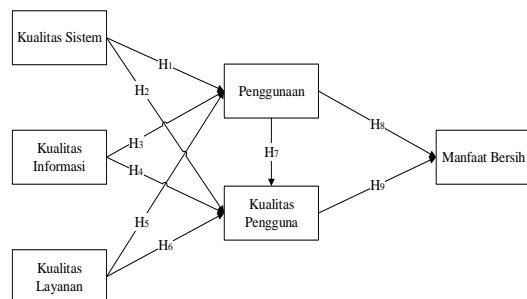 Kualitas Sistem
H1
H2
Penggunaan
H3
H8
Kualitas
Informasi
H4
H7
Manfaat Bersih
H5
Kualitas
Pengguna
H9
H6
Kualitas
Layanan